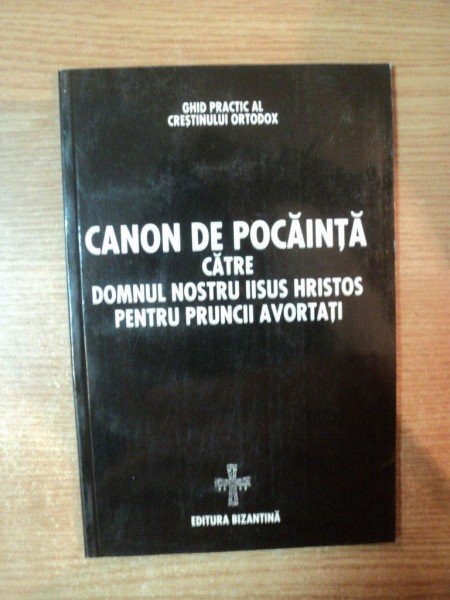 GHID PRACTIC AL
CREȘTINULUI ORTODOX
CANON DE POCĂINȚĂ
CĂTRE
DOMNUL NOSTRU IISUS HRISTOS
PENTRU PRUNCII AVORTAȚI
EDITURA BIZANTINĂ